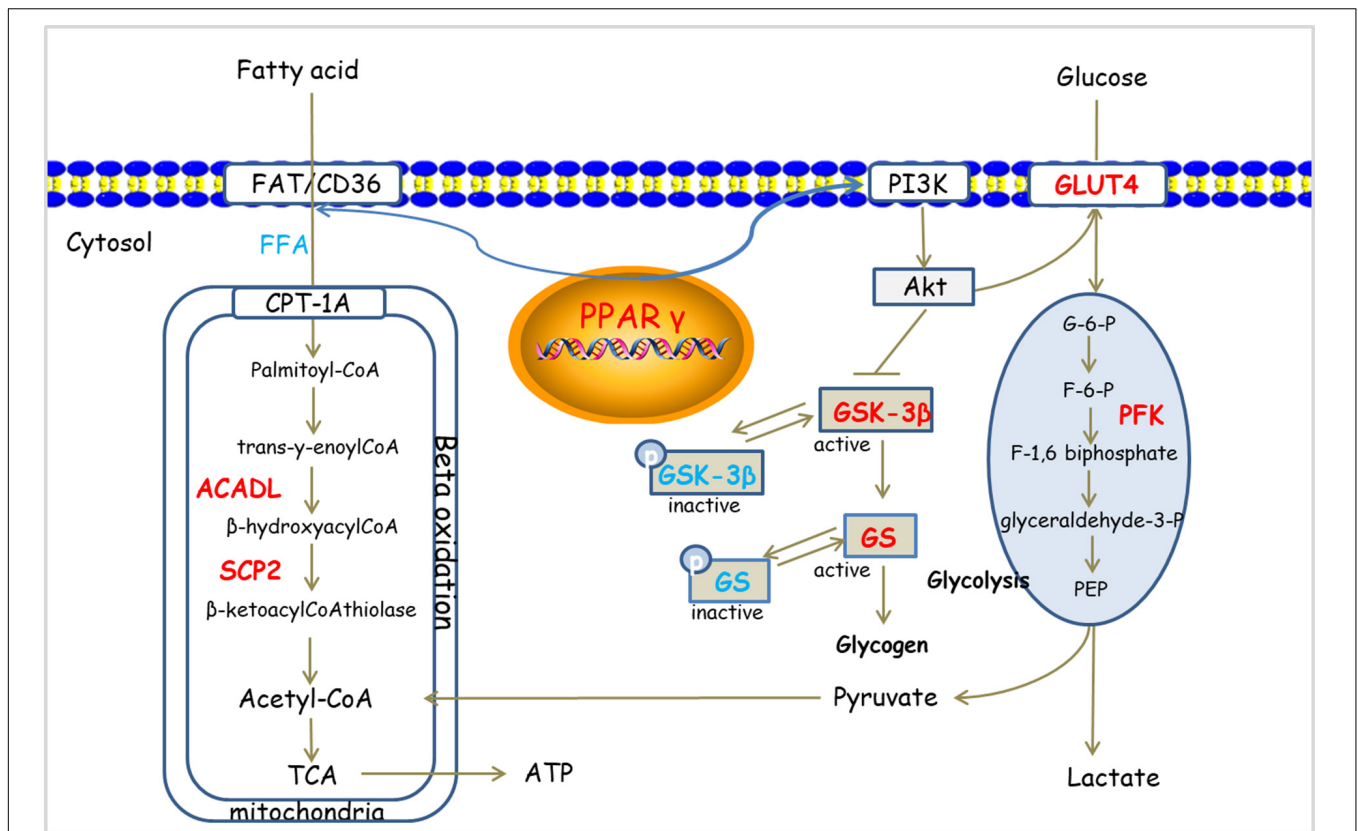 Fatty acid
Glucose
FAT/CD36
PI3K
GLUT4
Cytosol
FFA
CPT-1A
Akt
PPAR γ
G-6-P
Palmitoyl-CoA
F-6-P
GSK-3β
PFK
active
trans-γ-enoylCoA
Beta oxidation
F-1,6 biphosphate
p
GSK-3β
inactive
ACADL
β-hydroxyacylCoA
glyceraldehyde-3-P
GS
active
SCP2
p
GS
inactive
Glycolysis
PEP
β-ketoacylCoAthiolase
Glycogen
Acetyl-CoA
Pyruvate
TCA
ATP
Lactate
mitochondria